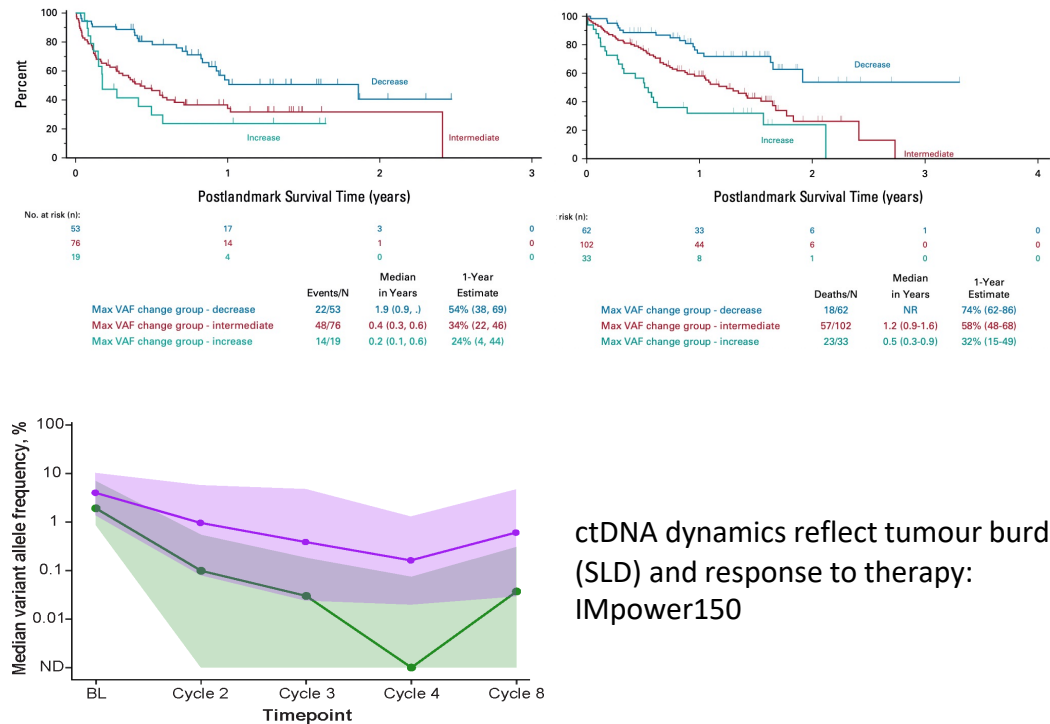 100
80
60
40
20
0
Percent
Decrease
Increase
Intermediate
0 1 2 3
Postlandmark Survival Time (years)
No. at risk (n):
53 17 3 0
76 14 1 0
19 4 0 0
Events/N Median in Years 1-Year Estimate
Max VAF change group - decrease 22/53 1.9 (0.9, .) 54% (38, 69)
Max VAF change group - intermediate 48/76 0.4 (0.3, 0.6) 34% (22, 46)
Max VAF change group - increase 14/19 0.2 (0.1, 0.6) 24% (4, 44)
100
80
60
40
20
0
Decrease
Increase
Intermediate
0 1 2 3 4
Postlandmark Survival Time (years)
risk (n):
62 33 6 1 0
102 44 6 0 0
33 8 1 0 0
Deaths/N Median in Years 1-Year Estimate
Max VAF change group - decrease 18/62 NR 74% (62-86)
Max VAF change group - intermediate 57/102 1.2 (0.9-1.6) 58% (48-68)
Max VAF change group - increase 23/33 0.5 (0.3-0.9) 32% (15-49)
Median variant allele frequency, %
100
10
1
0.1
0.01
ND
BL Cycle 2 Cycle 3 Cycle 4 Cycle 8
Timepoint
ctDNA dynamics reflect tumour burd
(SLD) and response to therapy:
IMpower150